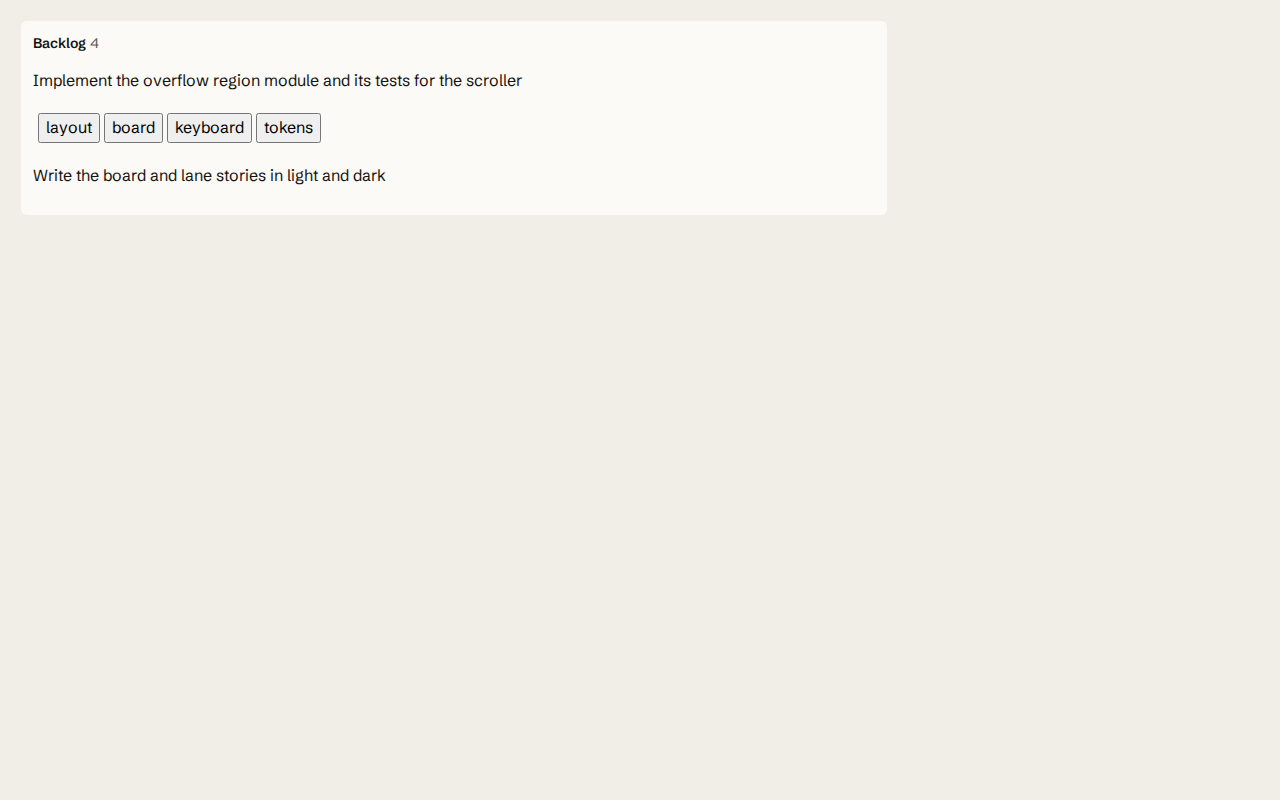 Backlog 4
Implement the overflow region module and its tests for the scroller
layout board keyboard tokens
Write the board and lane stories in light and dark